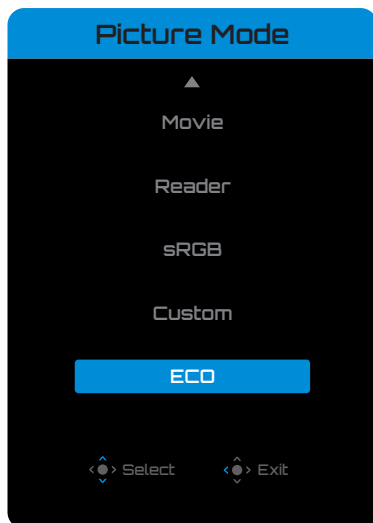 Picture Mode
Movie
Reader
sRGB
Custom
ECO
Select Exit